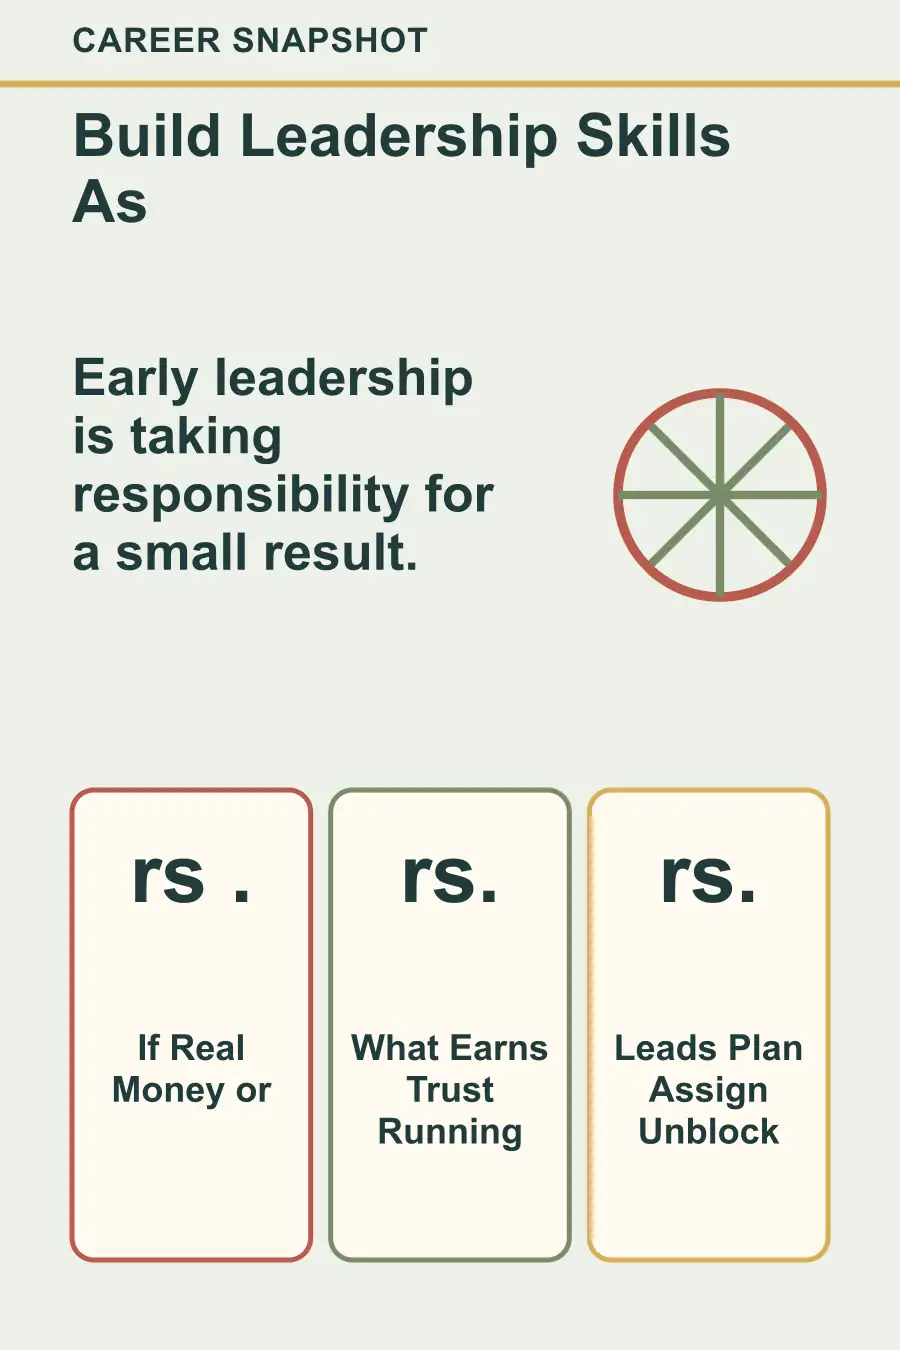 CAREER SNAPSHOT
Build Leadership Skills
As
Early leadership
is taking
responsibility for
a small result.
rs .
If Real
Money or
rs.
What Earns
Trust
Running
rs.
Leads Plan
Assign
Unblock